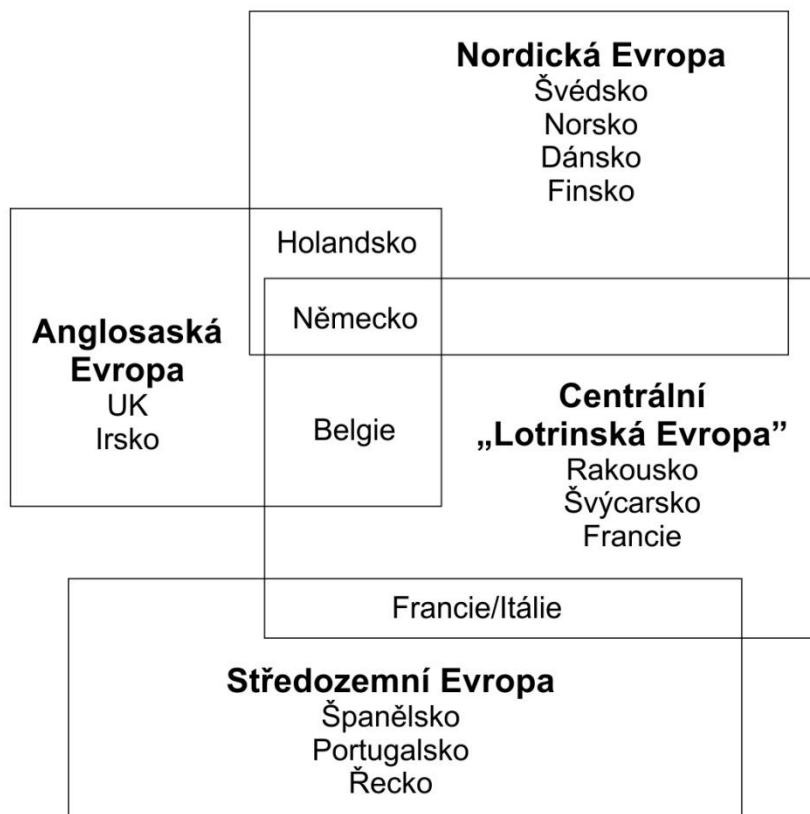 Nordická Evropa
Švédsko
Norsko
Dánsko
Finsko
Holandsko
Německo
Anglosaská
Evropa
UK
Irsko
Belgie
Centrální
„Lotrinská Evropa”
Rakousko
Švýcarsko
Francie
Francie/Itálie
Středozemní Evropa
Španělsko
Portugalsko
Řecko